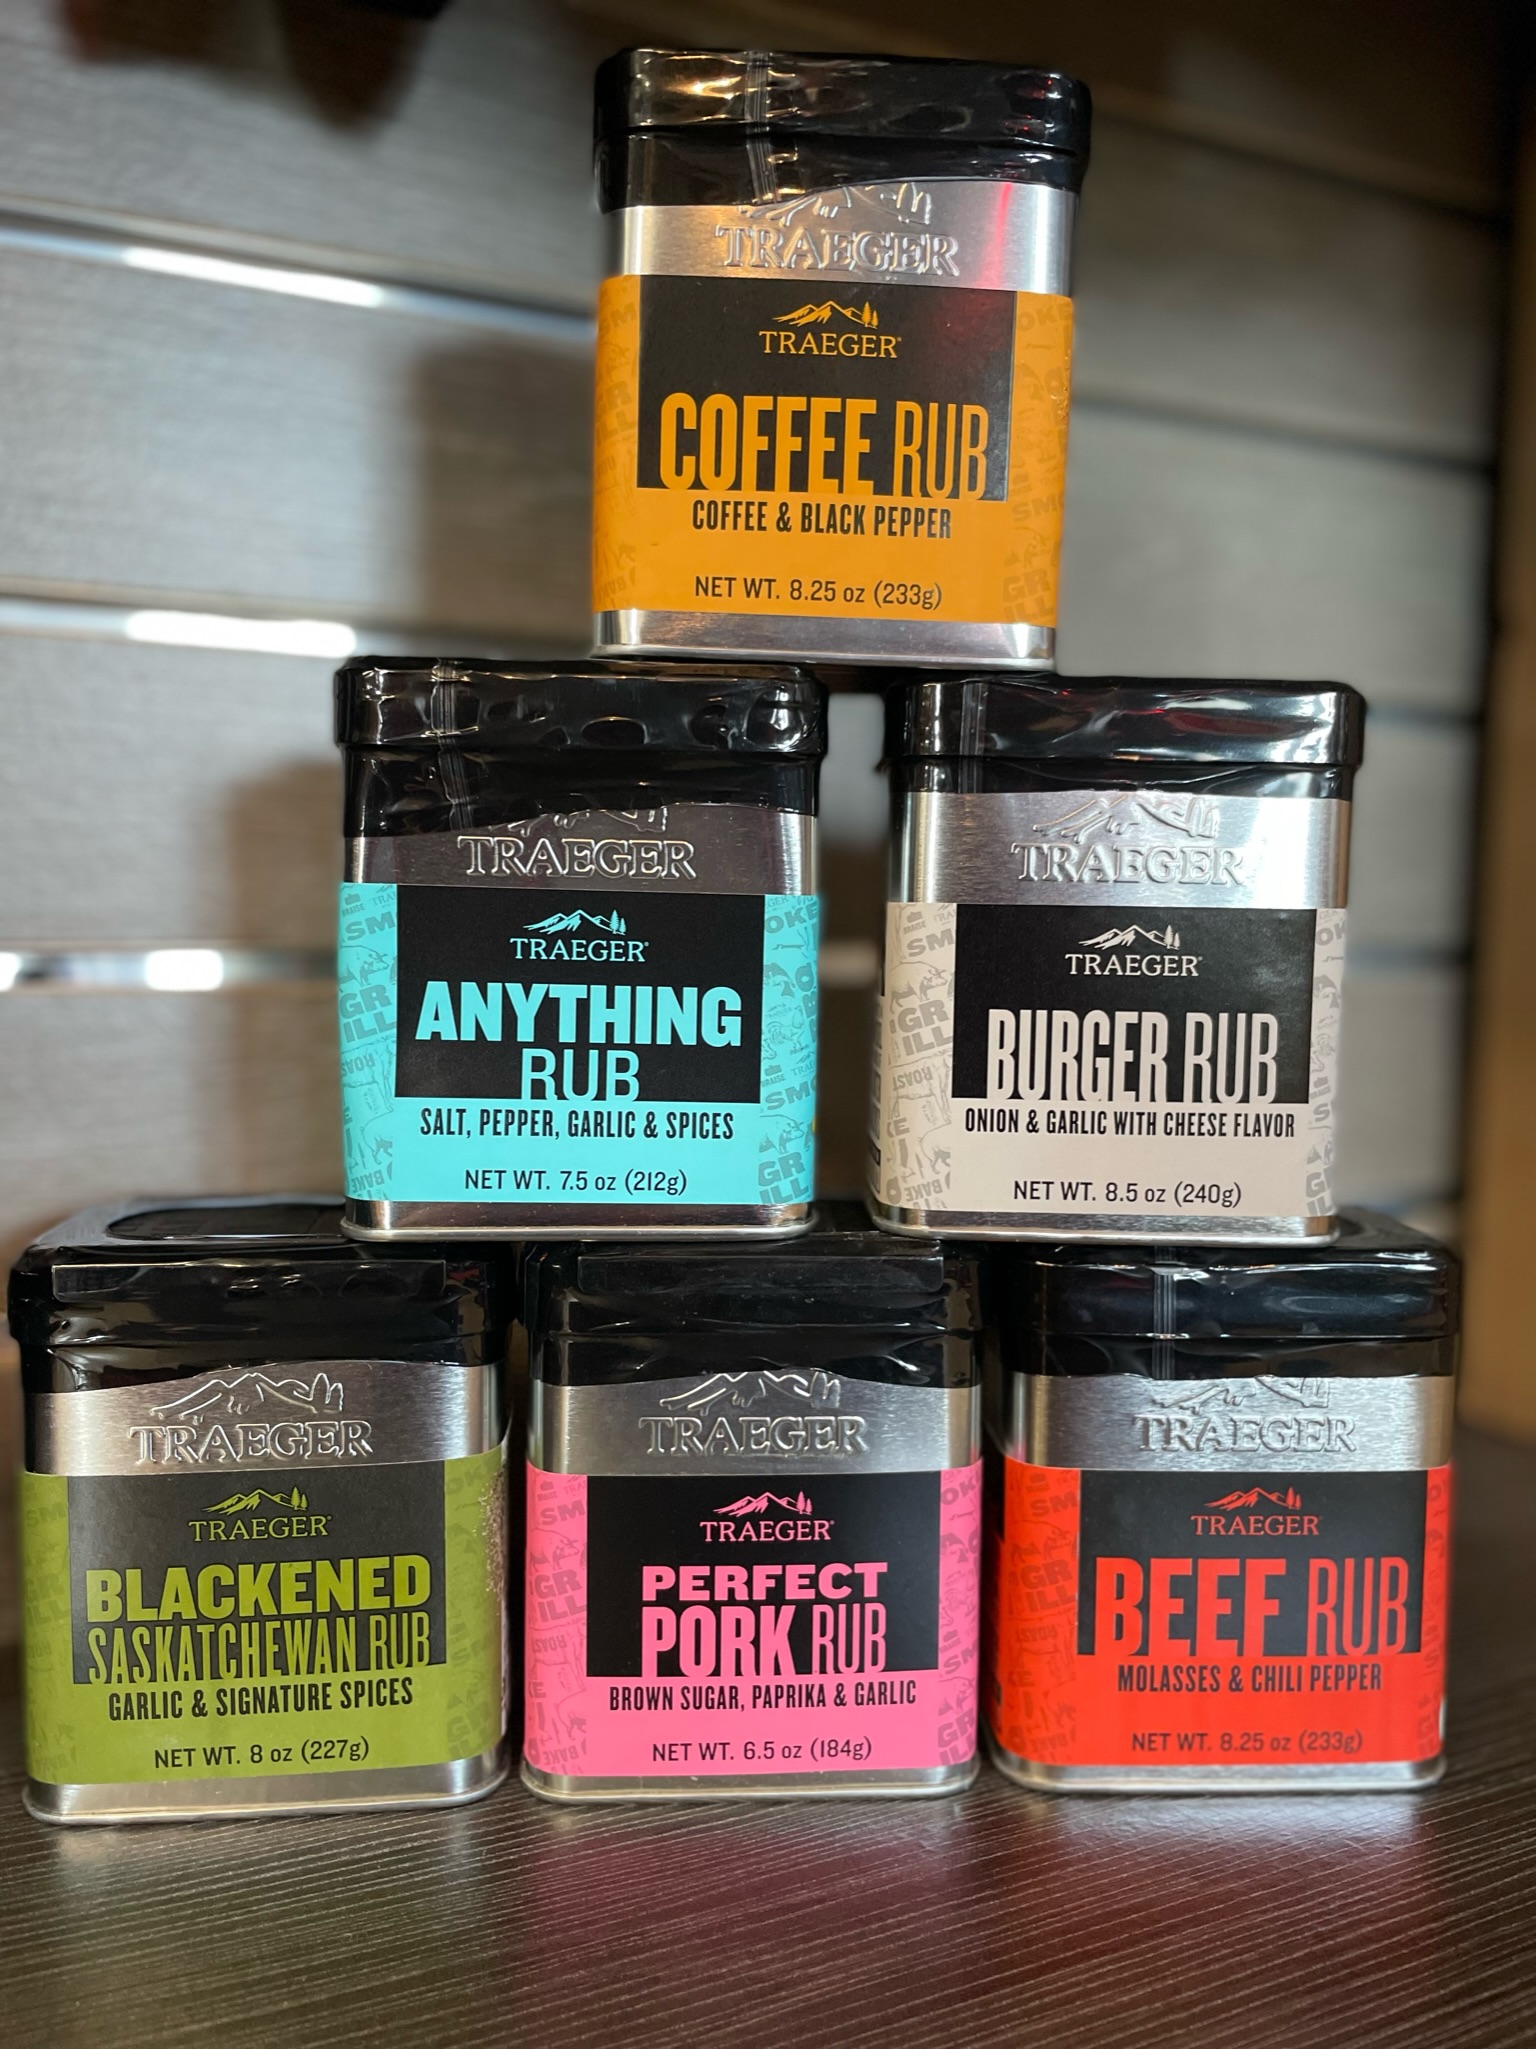 TRAEGER
TRAEGER®
COFFEE RUB
COFFEE & BLACK PEPPER
NET WT. 8.25 oz (233g)
TRAEGER
TRAEGER®
ANYTHING
RUB
SALT, PEPPER, GARLIC & SPICES
NET WT. 7.5 oz (212g)
TRAEGER
TRAEGER®
BURGER RUB
ONION & GARLIC WITH CHEESE FLAVOR
NET WT. 8.5 oz (240g)
TRAEGER
TRAEGER®
BLACKENED
SASKATCHEWAN RUB
GARLIC & SIGNATURE SPICES
NET WT. 8 oz (227g)
TRAEGER
TRAEGER®
PERFECT
PORK RUB
BROWN SUGAR, PAPRIKA & GARLIC
NET WT. 6.5 oz (184g)
TRAEGER
TRAEGER®
BEEF RUB
MOLASSES & CHILI PEPPER
NET WT. 8.25 oz (233g)